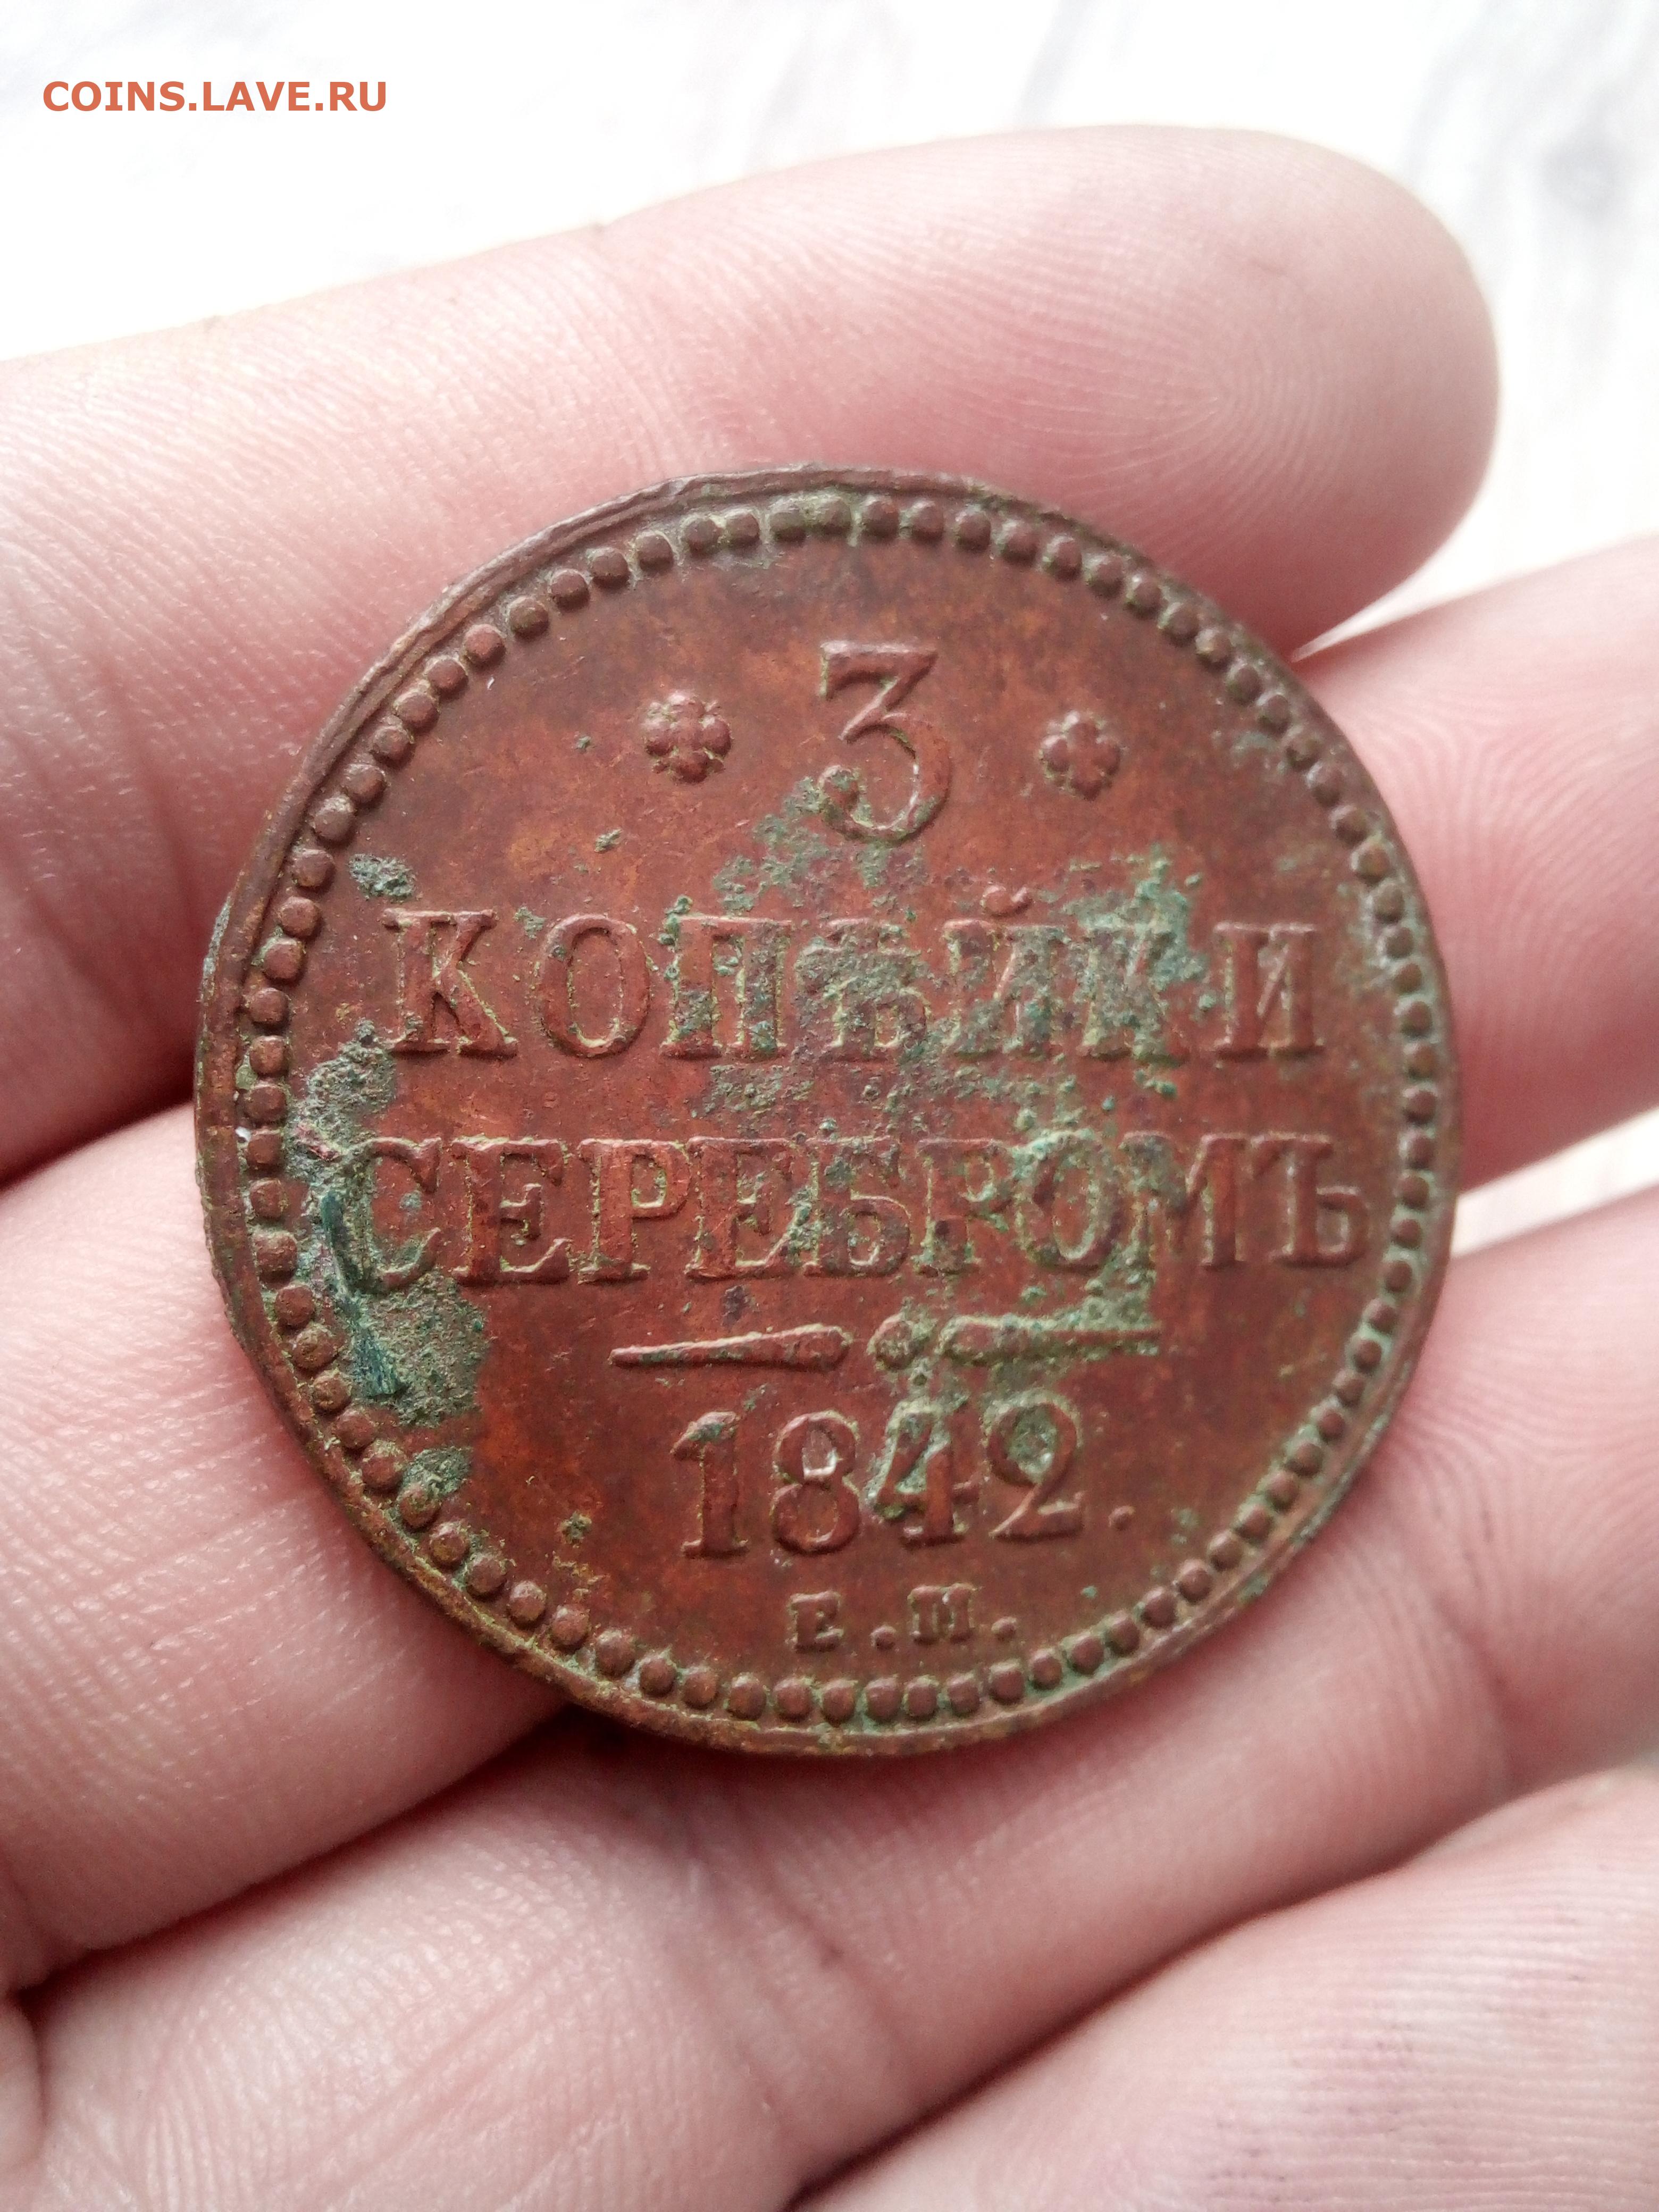 COINS.LAVE.RU
3
КОПѢЙКИ
СЕРЕБРОМЪ
1842.
Е.М.